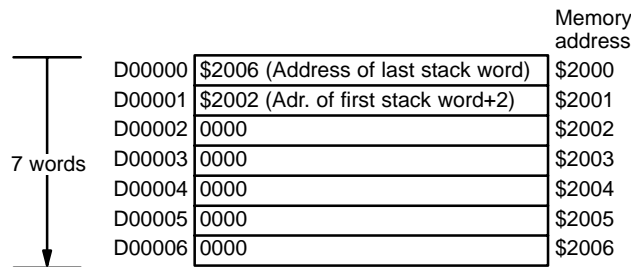 Memory
address
D00000 $2006 (Address of last stack word) $2000
D00001 $2002 (Adr. of first stack word+2) $2001
D00002 0000 $2002
D00003 0000 $2003
7 words
D00004 0000 $2004
D00005 0000 $2005
D00006 0000 $2006